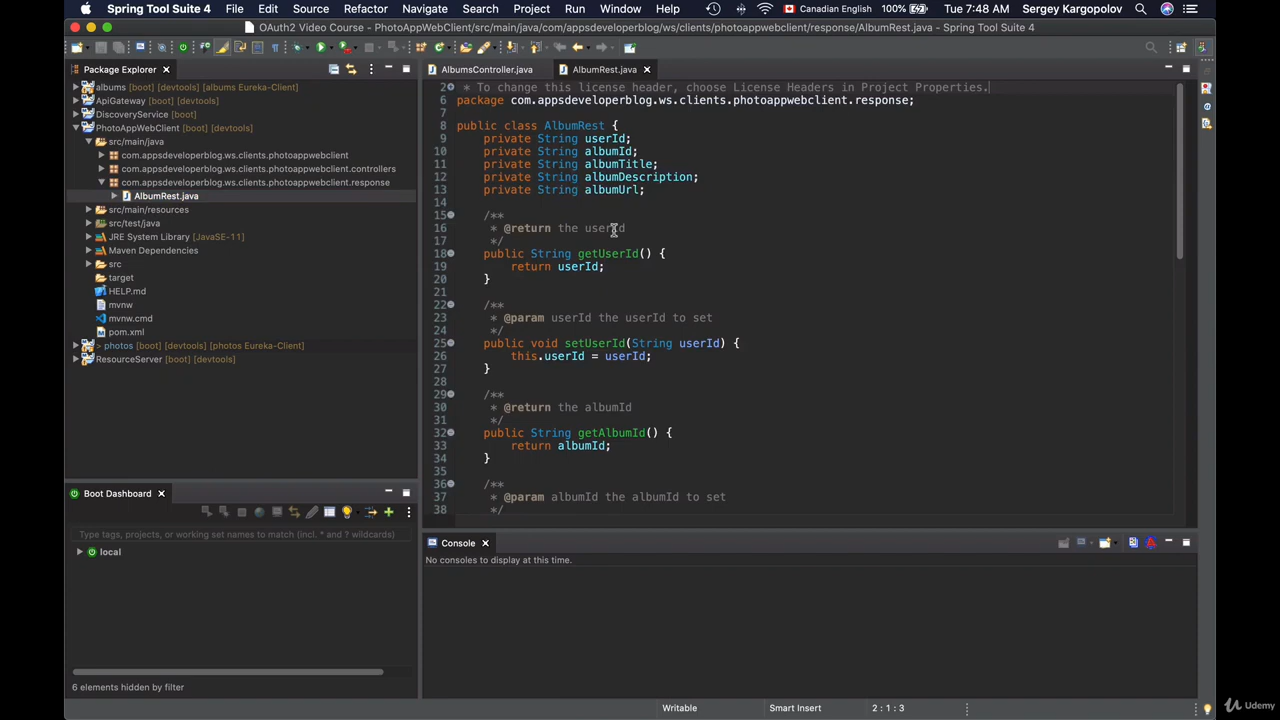 Spring Tool Suite 4 File Edit Source Refactor Navigate Search Project Run Window Help Canadian English 100% Tue 7:48 AM Sergey Kargopolov
OAuth2 Video Course - PhotoAppWebClient/src/main/java/com/appsdeveloperblog/ws/clients/photoappwebclient/response/AlbumRest.java - Spring Tool Suite 4
Package Explorer
albums [boot] [devtools] [albums Eureka-Client]
ApiGateway [boot] [devtools]
DiscoveryService [boot] [devtools]
PhotoAppWebClient [boot] [devtools]
src/main/java
com.appsdeveloperblog.ws.clients.photoappwebclient
com.appsdeveloperblog.ws.clients.photoappwebclient.controllers
com.appsdeveloperblog.ws.clients.photoappwebclient.response
AlbumRest.java
src/main/resources
src/test/java
JRE System Library [JavaSE-11]
Maven Dependencies
src
target
HELP.md
mvnw
mvnw.cmd
pom.xml
> photos [boot] [devtools] [photos Eureka-Client]
ResourceServer [boot] [devtools]
Boot Dashboard
Type tags, projects, or working set names to match (incl. * and ? wildcards)
local
6 elements hidden by filter
AlbumsController.java AlbumRest.java
2 * To change this license header, choose License Headers in Project Properties.
6 package com.appsdeveloperblog.ws.clients.photoappwebclient.response;
7
8 public class AlbumRest {
9 private String userId;
10 private String albumId;
11 private String albumTitle;
12 private String albumDescription;
13 private String albumUrl;
14
15 /**
16 * @return the userId
17 */
18 public String getUserId() {
19 return userId;
20 }
21
22 /**
23 * @param userId the userId to set
24 */
25 public void setUserId(String userId) {
26 this.userId = userId;
27 }
28
29 /**
30 * @return the albumId
31 */
32 public String getAlbumId() {
33 return albumId;
34 }
35
36 /**
37 * @param albumId the albumId to set
38 */
Console
No consoles to display at this time.
Writable Smart Insert 2 : 1 : 3
Udemy